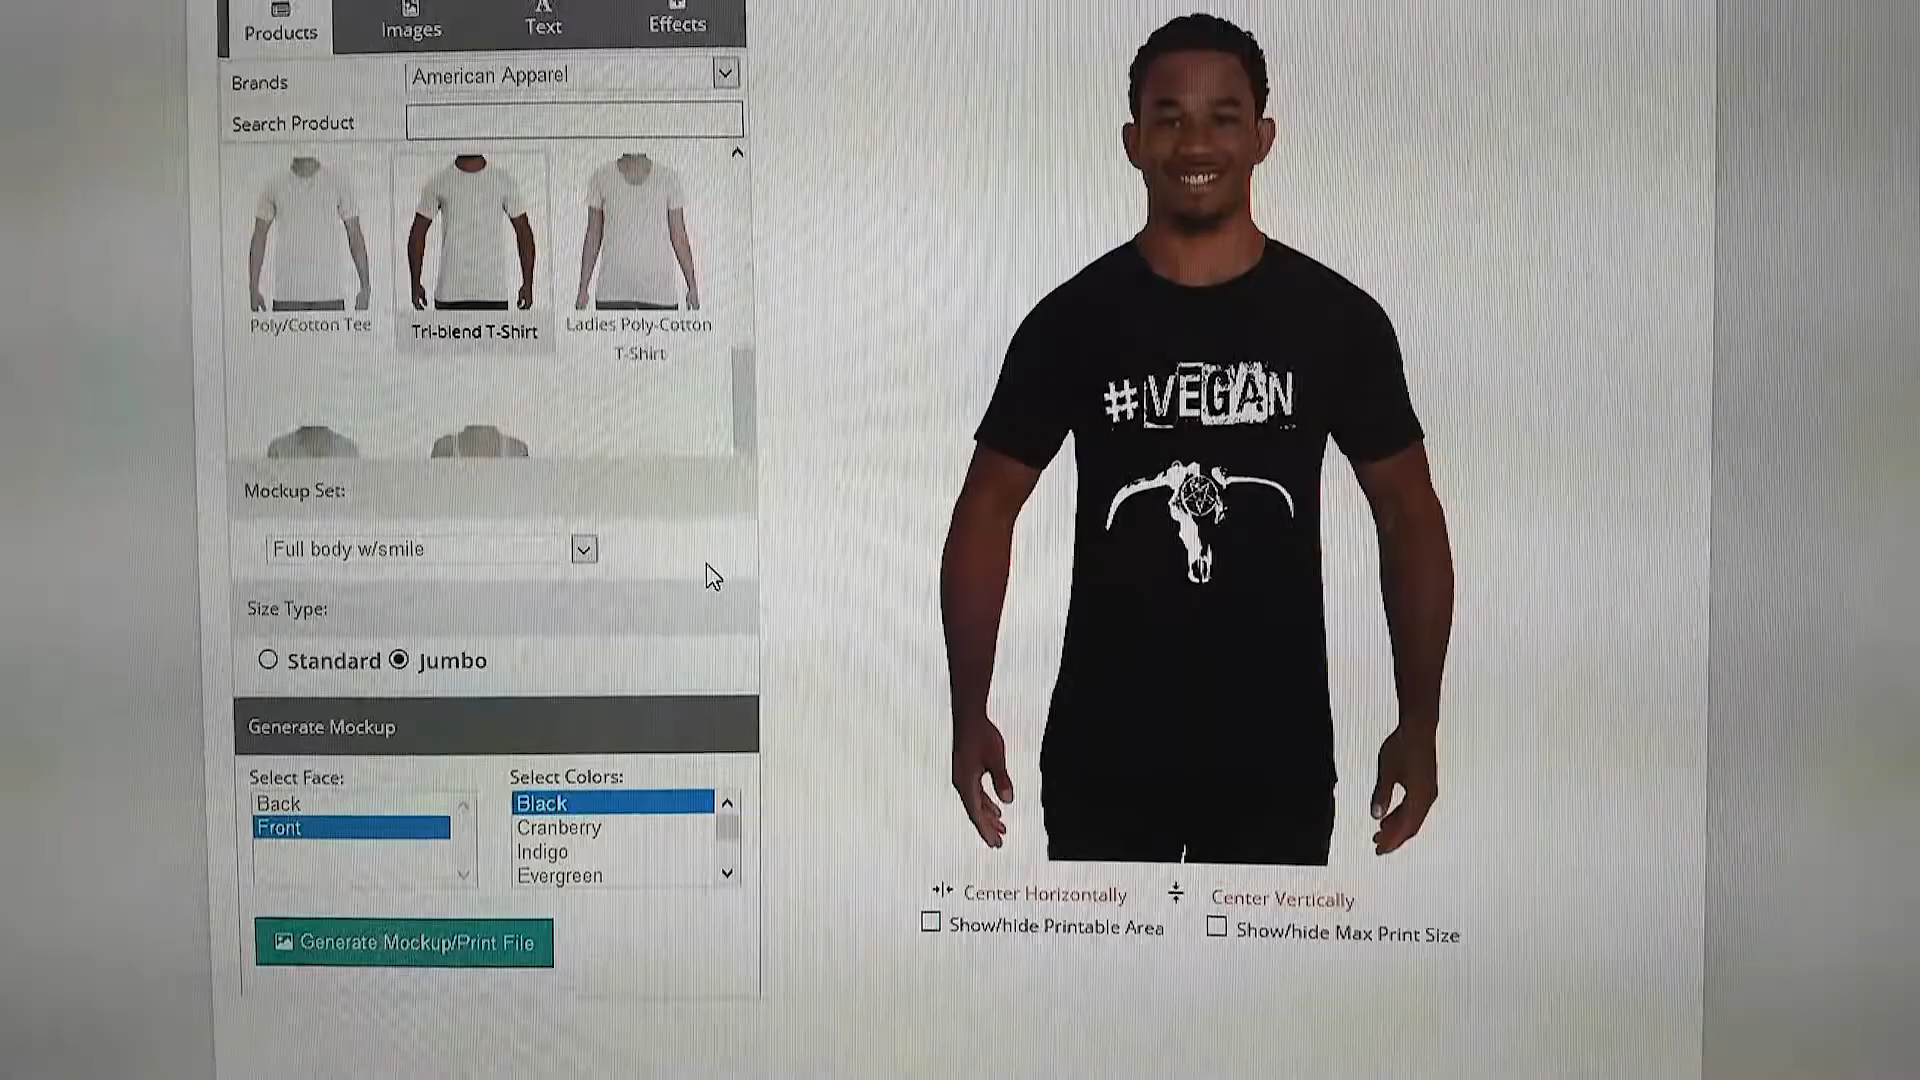 Products
Images
Text
Effects
Brands
American Apparel
Search Product
Poly/Cotton Tee
Tri-blend T-Shirt
Ladies Poly-Cotton
T-Shirt
#VEGAN
Mockup Set:
Full body w/smile
Size Type:
Standard
Jumbo
Generate Mockup
Select Face:
Select Colors:
Back
Front
Black
Cranberry
Indigo
Evergreen
Generate Mockup/Print File
Center Horizontally
Center Vertically
Show/hide Printable Area
Show/hide Max Print Size